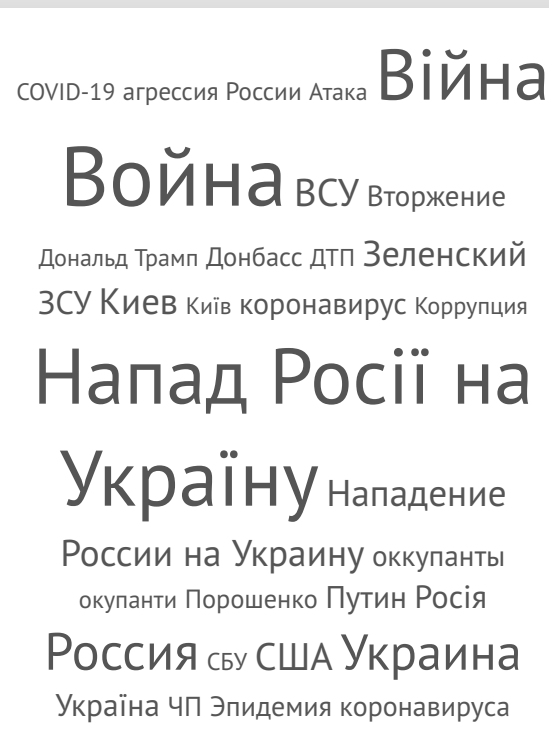 COVID-19 агрессия России Атака Війна
Война ВСУ Вторжение
Дональд Трамп Донбасс ДТП Зеленский
ЗСУ Киев Київ коронавирус Коррупция
Напад Росії на
Україну Нападение
России на Украину оккупанты
окупанти Порошенко Путин Росія
Россия СБУ США Украина
Україна ЧП Эпидемия коронавируса